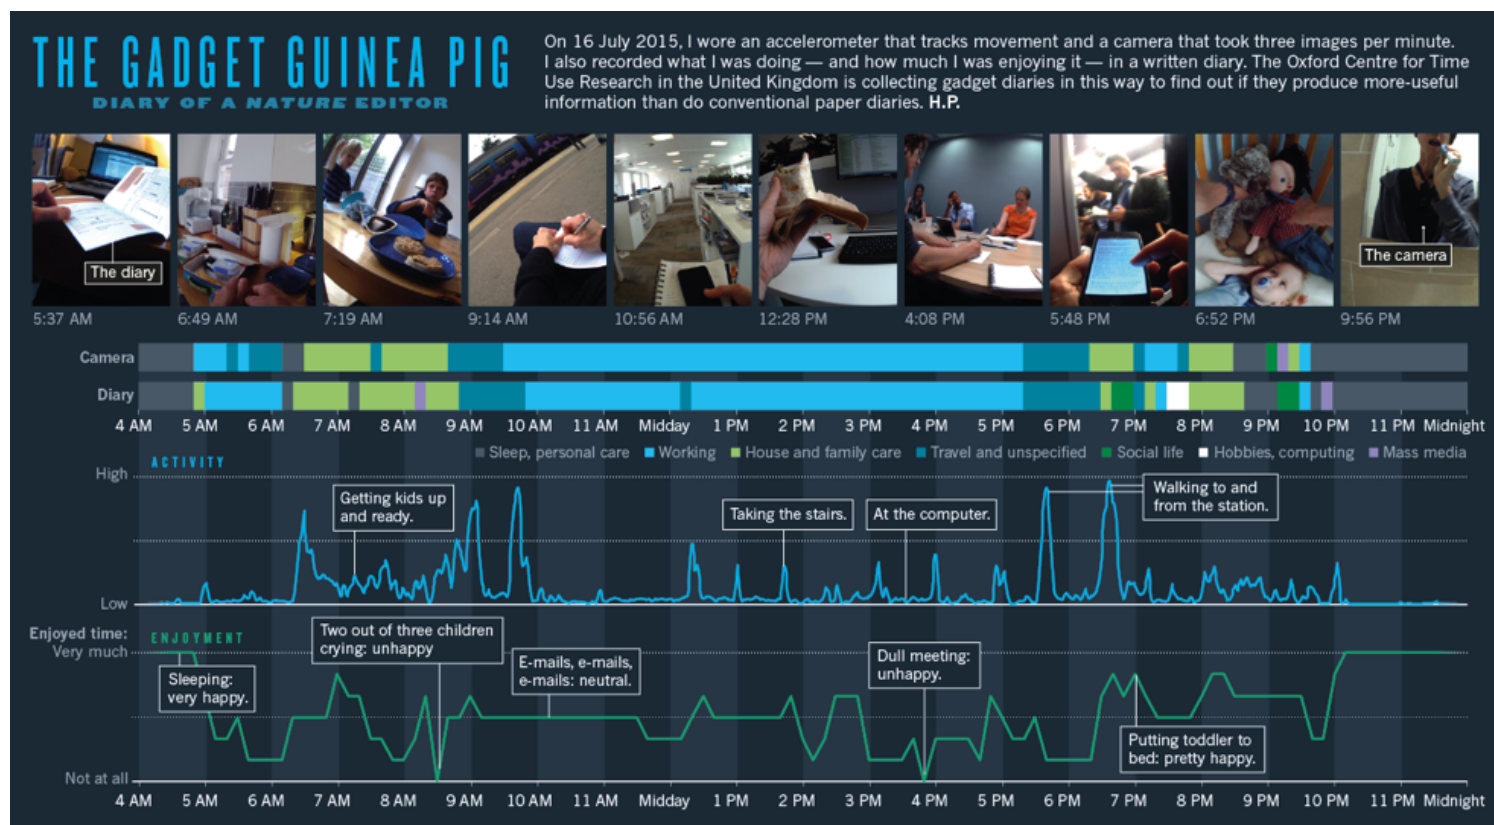 THE GADGET GUINEA PIG
DIARY OF A NATURE EDITOR
On 16 July 2015, I wore an accelerometer that tracks movement and a camera that took three images per minute.
I also recorded what I was doing — and how much I was enjoying it — in a written diary. The Oxford Centre for Time
Use Research in the United Kingdom is collecting gadget diaries in this way to find out if they produce more-useful
information than do conventional paper diaries. H.P.
The diary
The camera
5:37 AM
6:49 AM
7:19 AM
9:14 AM
10:56 AM
12:28 PM
4:08 PM
5:48 PM
6:52 PM
9:56 PM
Camera
Diary
4 AM 5 AM 6 AM 7 AM 8 AM 9 AM 10 AM 11 AM Midday 1 PM 2 PM 3 PM 4 PM 5 PM 6 PM 7 PM 8 PM 9 PM 10 PM 11 PM Midnight
Sleep, personal care Working House and family care Travel and unspecified Social life Hobbies, computing Mass media
ACTIVITY
High
Getting kids up
and ready.
Taking the stairs.
At the computer.
Walking to and
from the station.
Low
Enjoyed time:
Very much
ENJOYMENT
Sleeping:
very happy.
Two out of three children
crying: unhappy
E-mails, e-mails,
e-mails: neutral.
Dull meeting:
unhappy.
Putting toddler to
bed: pretty happy.
Not at all
4 AM 5 AM 6 AM 7 AM 8 AM 9 AM 10 AM 11 AM Midday 1 PM 2 PM 3 PM 4 PM 5 PM 6 PM 7 PM 8 PM 9 PM 10 PM 11 PM Midnight